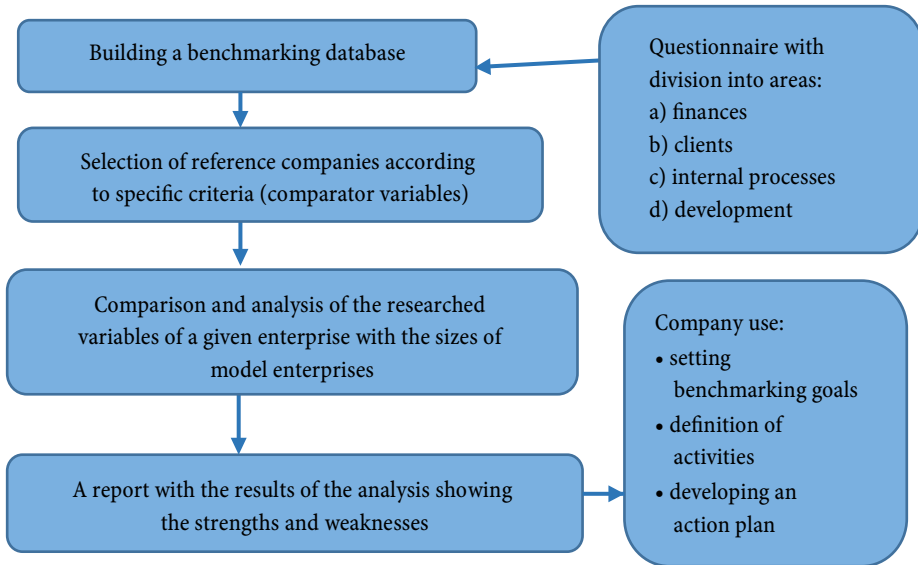 Building a benchmarking database
Questionnaire with
division into areas:
a) finances
b) clients
c) internal processes
d) development
Selection of reference companies according
to specific criteria (comparator variables)
Comparison and analysis of the researched
variables of a given enterprise with the sizes of
model enterprises
A report with the results of the analysis showing
the strengths and weaknesses
Company use:
• setting
benchmarking goals
• definition of
activities
• developing an
action plan